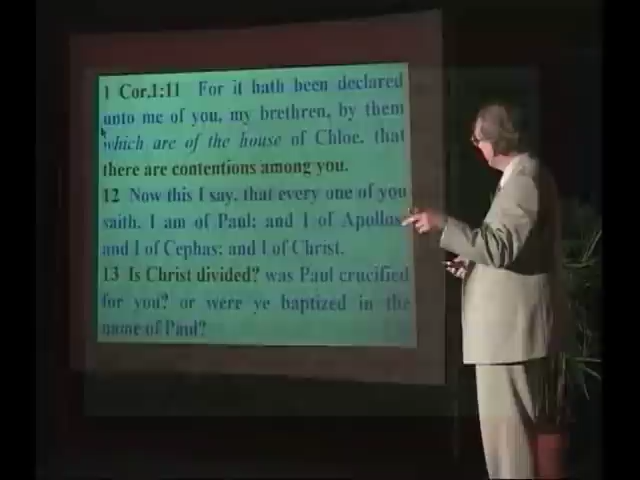 1 Cor.1:11 For it hath been declared
unto me of you, my brethren, by them
which are of the house of Chloe, that
there are contentions among you.
12 Now this I say, that every one of you
saith, I am of Paul; and I of Apollos;
and I of Cephas; and I of Christ.
13 Is Christ divided? was Paul crucified
for you? or were ye baptized in the
name of Paul?